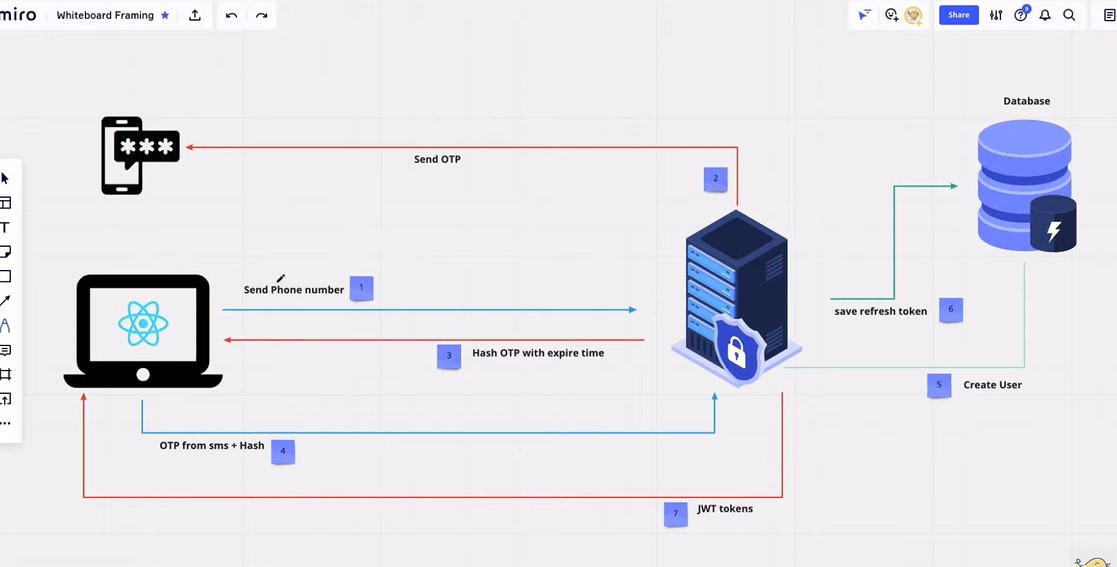 miro
Whiteboard Framing
Share
Database
***
Send OTP
2
Send Phone number
1
save refresh token
6
3
Hash OTP with expire time
5
Create User
OTP from sms + Hash
4
7
JWT tokens